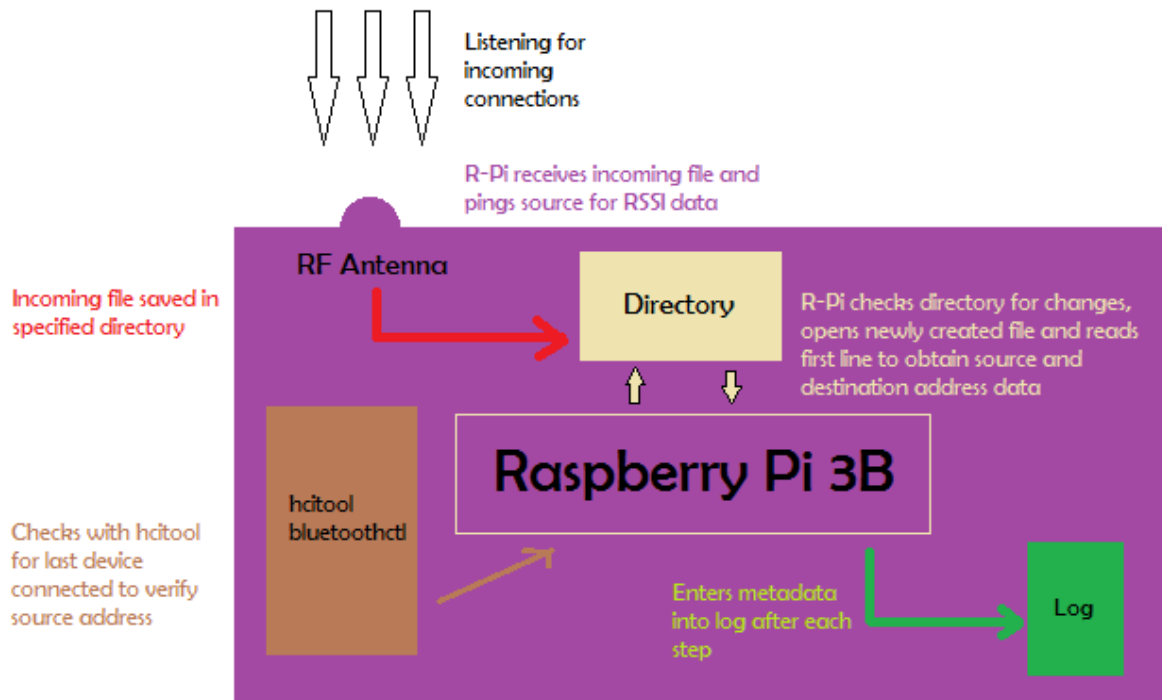 Listening for
incoming
connections
R-Pi receives incoming file and
pings source for RSSI data
RF Antenna
Incoming file saved in
specified directory
Directory
R-Pi checks directory for changes,
opens newly created file and reads
first line to obtain source and
destination address data
Raspberry Pi 3B
hcitool
bluetoothctl
Checks with hcitool
for last device
connected to verify
source address
Enters metadata
into log after each
step
Log